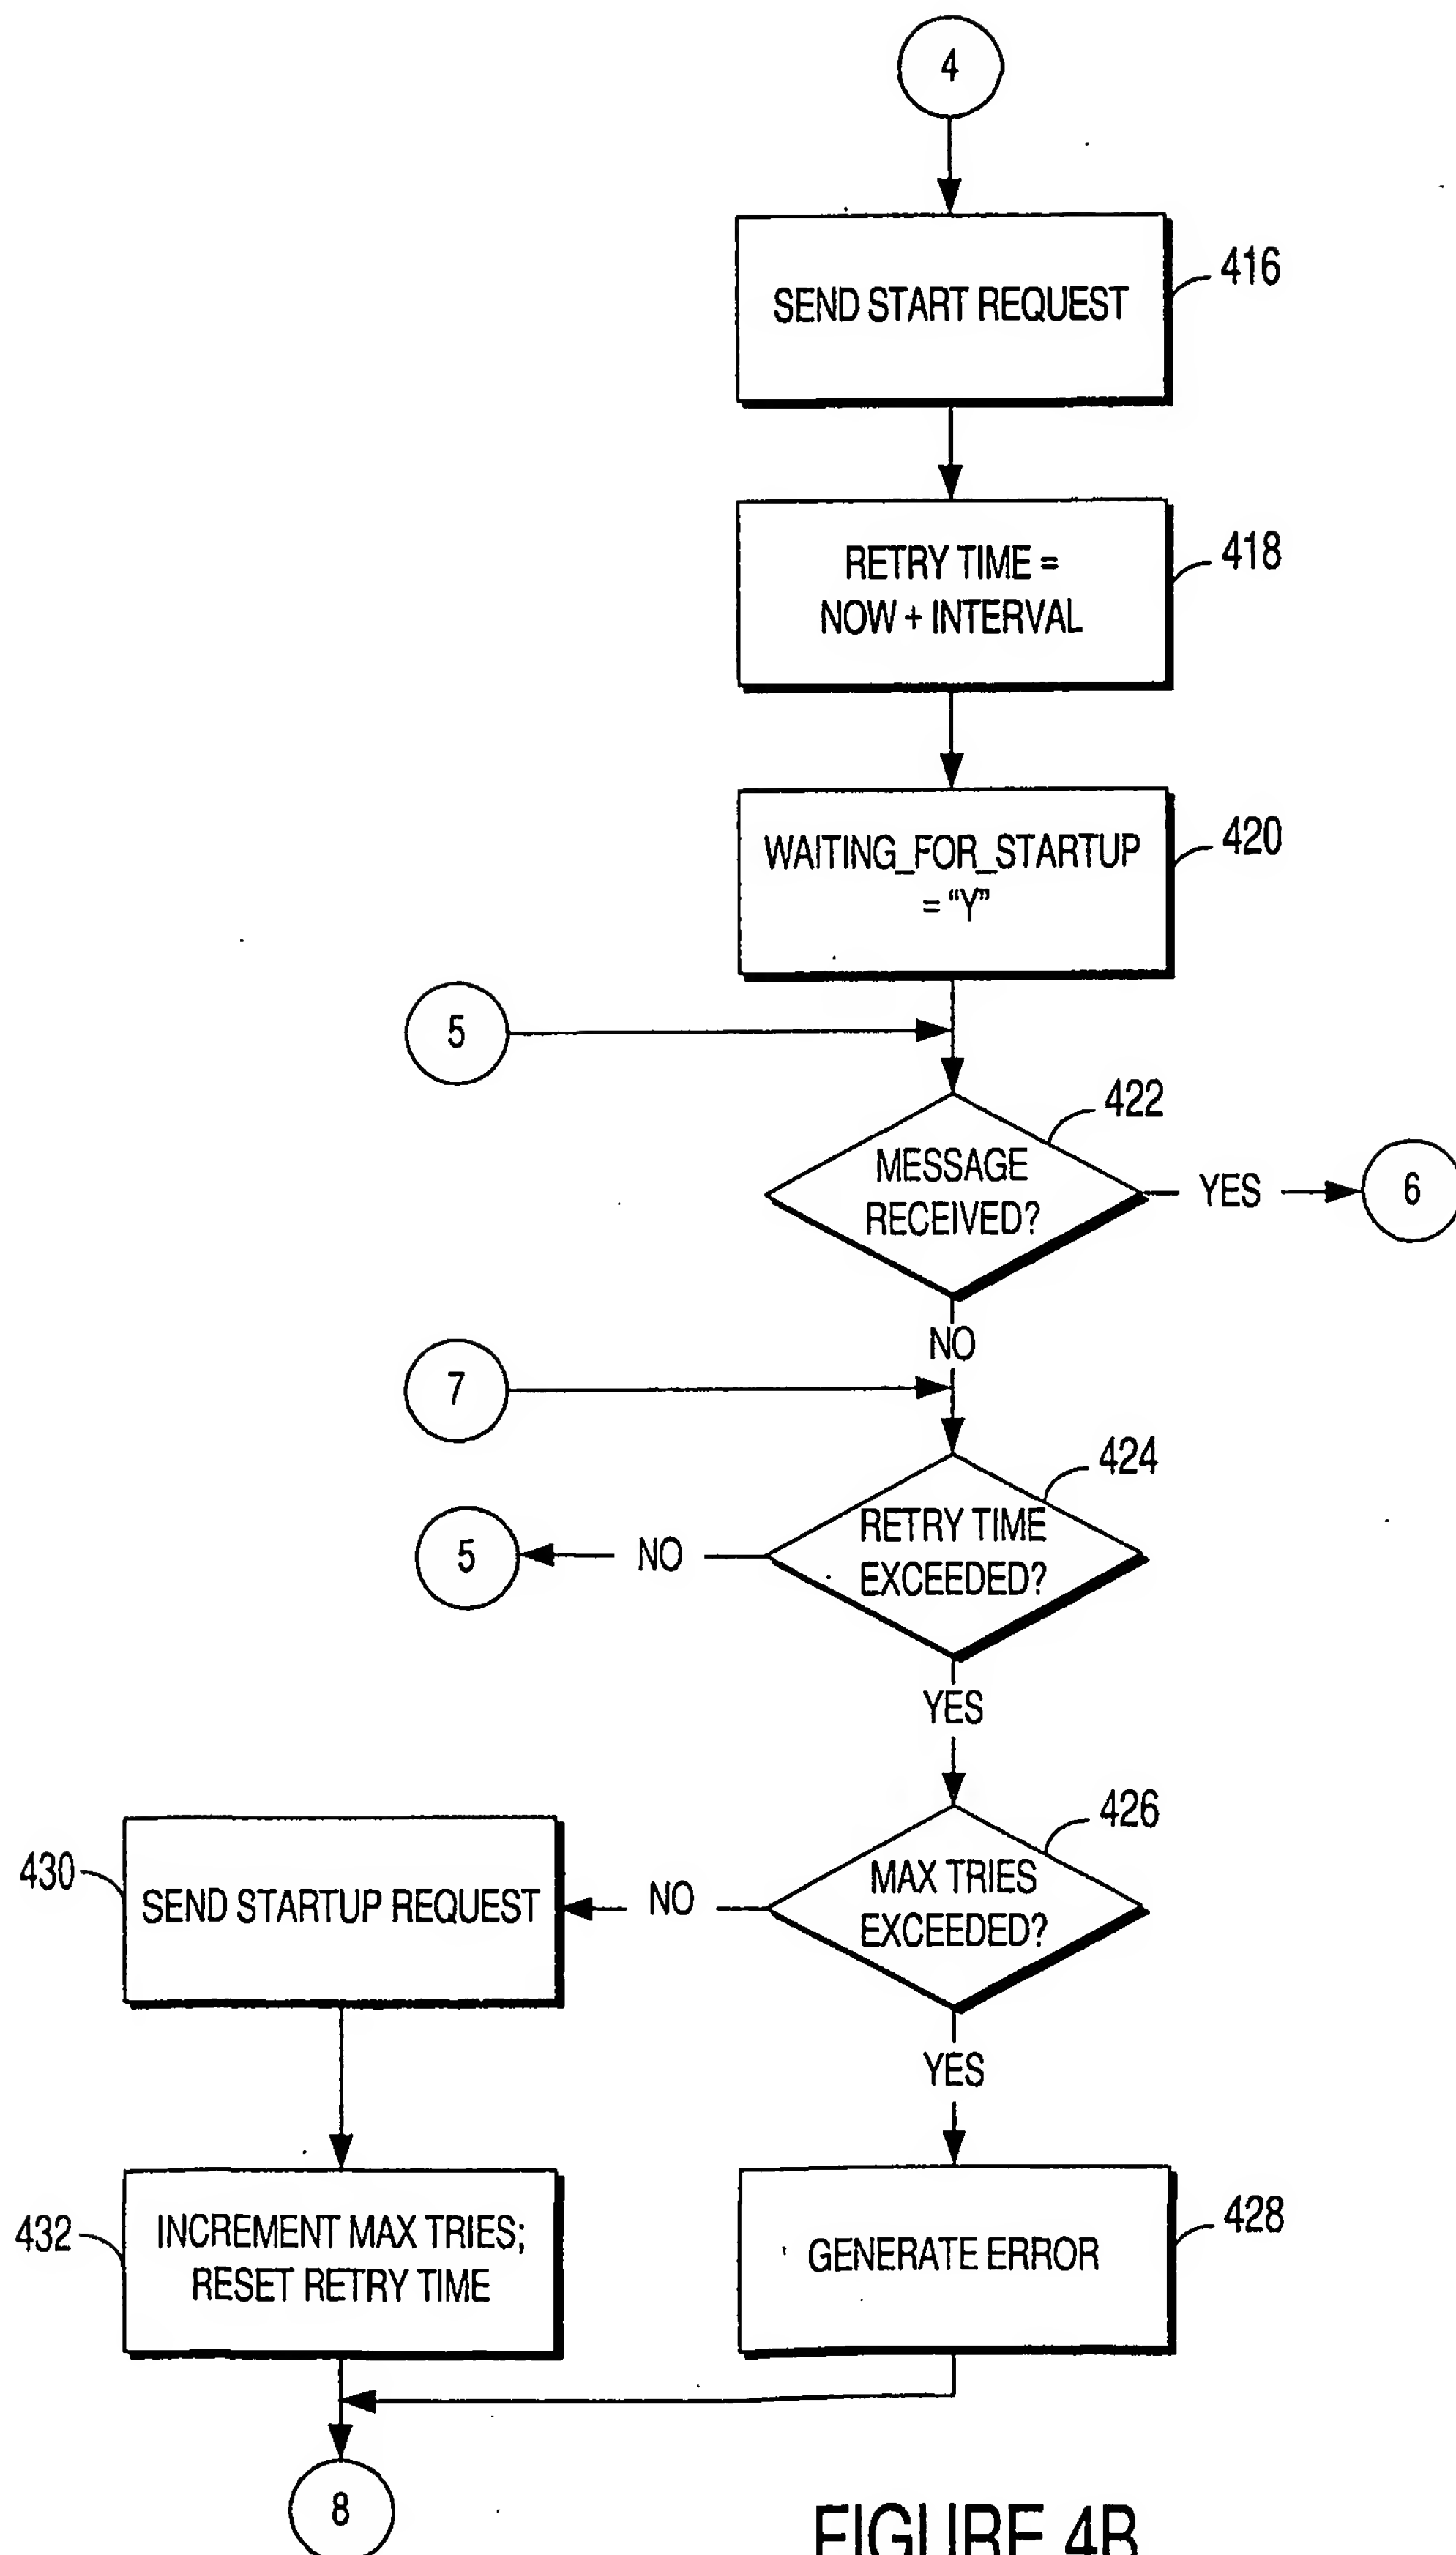 4
SEND START REQUEST
416
RETRY TIME =
NOW + INTERVAL
418
WAITING_FOR_STARTUP
= “Y”
420
5
422
MESSAGE
RECEIVED?
YES
6
NO
7
424
RETRY TIME
EXCEEDED?
NO
5
YES
426
MAX TRIES
EXCEEDED?
NO
430
SEND STARTUP REQUEST
YES
432
INCREMENT MAX TRIES;
RESET RETRY TIME
GENERATE ERROR
428
8
FIGURE 4B